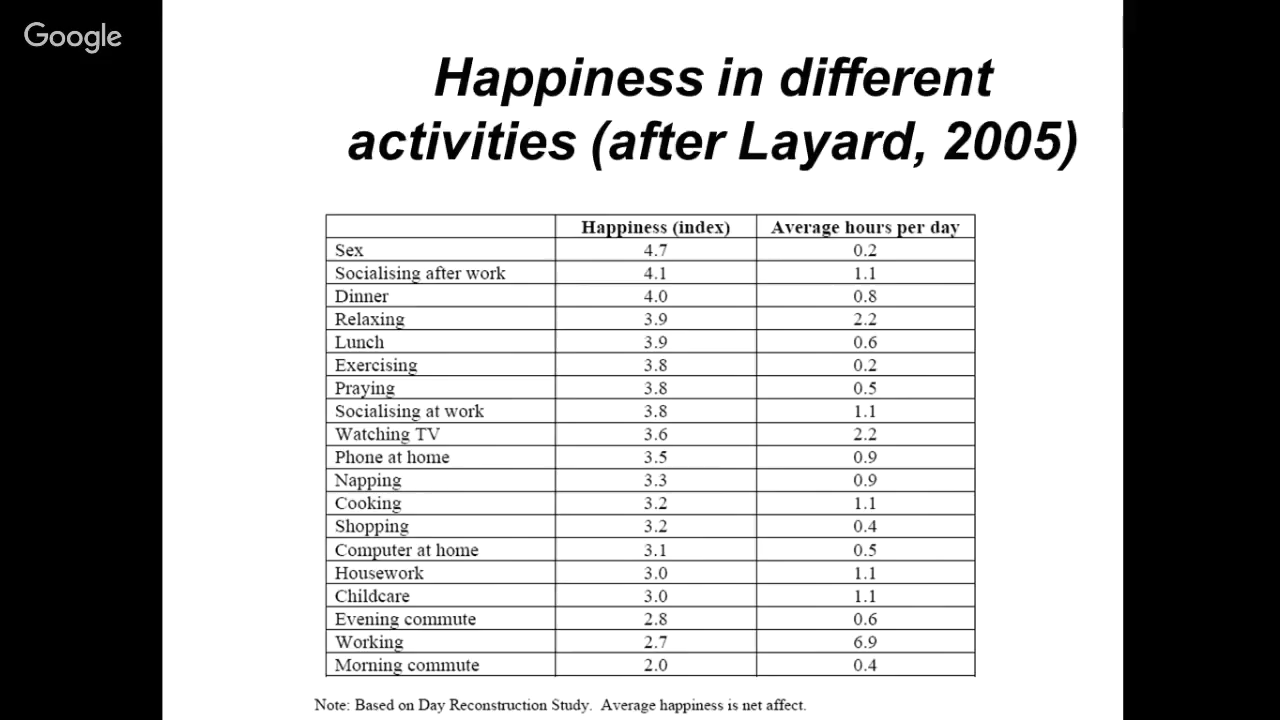 Google
Happiness in different
activities (after Layard, 2005)
Happiness (index) Average hours per day
Sex 4.7 0.2
Socialising after work 4.1 1.1
Dinner 4.0 0.8
Relaxing 3.9 2.2
Lunch 3.9 0.6
Exercising 3.8 0.2
Praying 3.8 0.5
Socialising at work 3.8 1.1
Watching TV 3.6 2.2
Phone at home 3.5 0.9
Napping 3.3 0.9
Cooking 3.2 1.1
Shopping 3.2 0.4
Computer at home 3.1 0.5
Housework 3.0 1.1
Childcare 3.0 1.1
Evening commute 2.8 0.6
Working 2.7 6.9
Morning commute 2.0 0.4
Note: Based on Day Reconstruction Study. Average happiness is net affect.